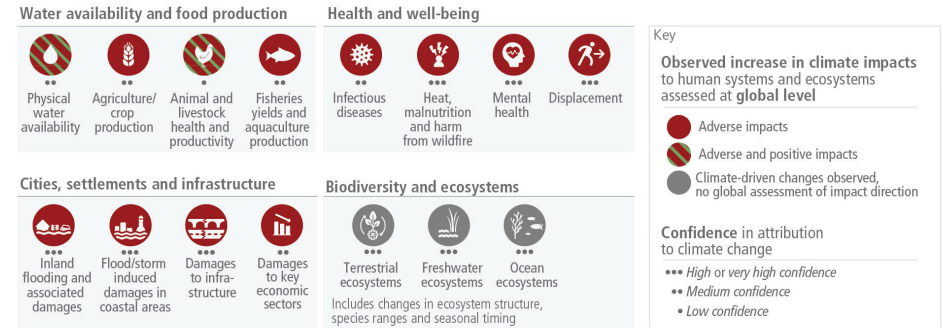 Water availability and food production
Physical
water
availability
Agriculture/
crop
production
Animal and
livestock
health and
productivity
Fisheries
yields and
aquaculture
production
Health and well-being
Infectious
diseases
Heat,
malnutrition
and harm
from wildfire
Mental
health
Displacement
Cities, settlements and infrastructure
Inland
flooding and
associated
damages
Flood/storm
induced
damages in
coastal areas
Damages
to infra-
structure
Damages
to key
economic
sectors
Biodiversity and ecosystems
Terrestrial
ecosystems
Freshwater
ecosystems
Ocean
ecosystems
Includes changes in ecosystem structure,
species ranges and seasonal timing
Key
Observed increase in climate impacts
to human systems and ecosystems
assessed at global level
Adverse impacts
Adverse and positive impacts
Climate-driven changes observed,
no global assessment of impact direction
Confidence in attribution
to climate change
••• High or very high confidence
•• Medium confidence
• Low confidence